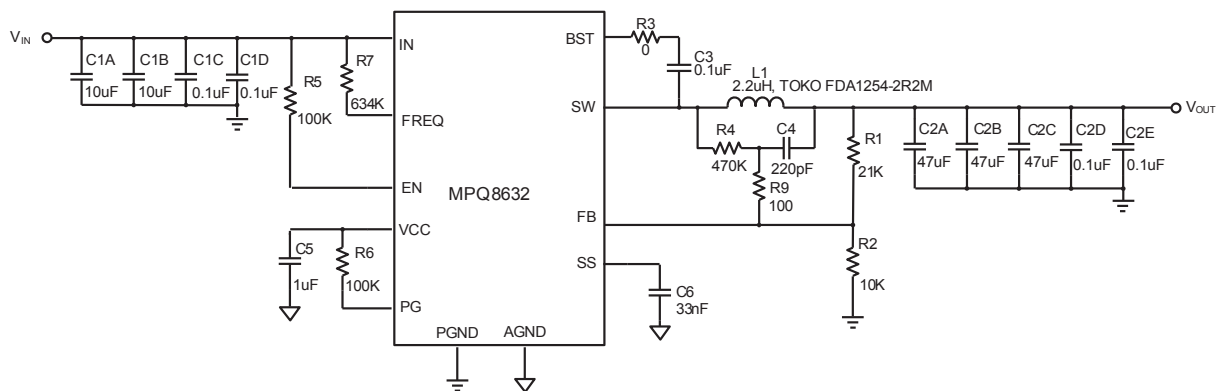 VIN
C1A
10uF
C1B
10uF
C1C
0.1uF
C1D
0.1uF
R5
100K
R7
634K
IN
FREQ
EN
VCC
PG
C5
1uF
R6
100K
MPQ8632
PGND
AGND
BST
SW
FB
SS
R3
0
C3
0.1uF
L1
2.2uH, TOKO FDA1254-2R2M
R4
470K
C4
220pF
R9
100
R1
21K
R2
10K
C6
33nF
C2A
47uF
C2B
47uF
C2C
47uF
C2D
0.1uF
C2E
0.1uF
VOUT